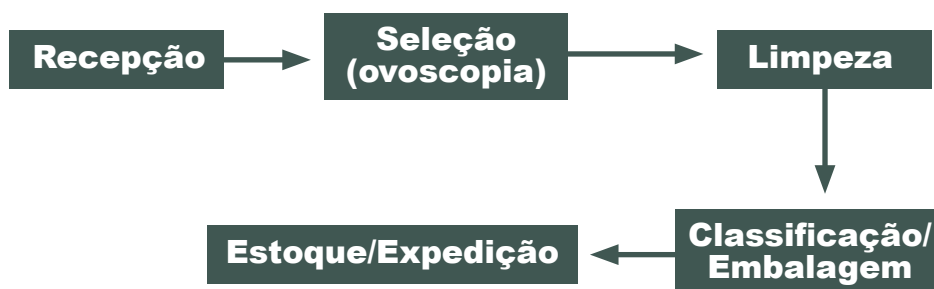 Recepção
Seleção
(ovoscopia)
Limpeza
Classificação/
Embalagem
Estoque/Expedição